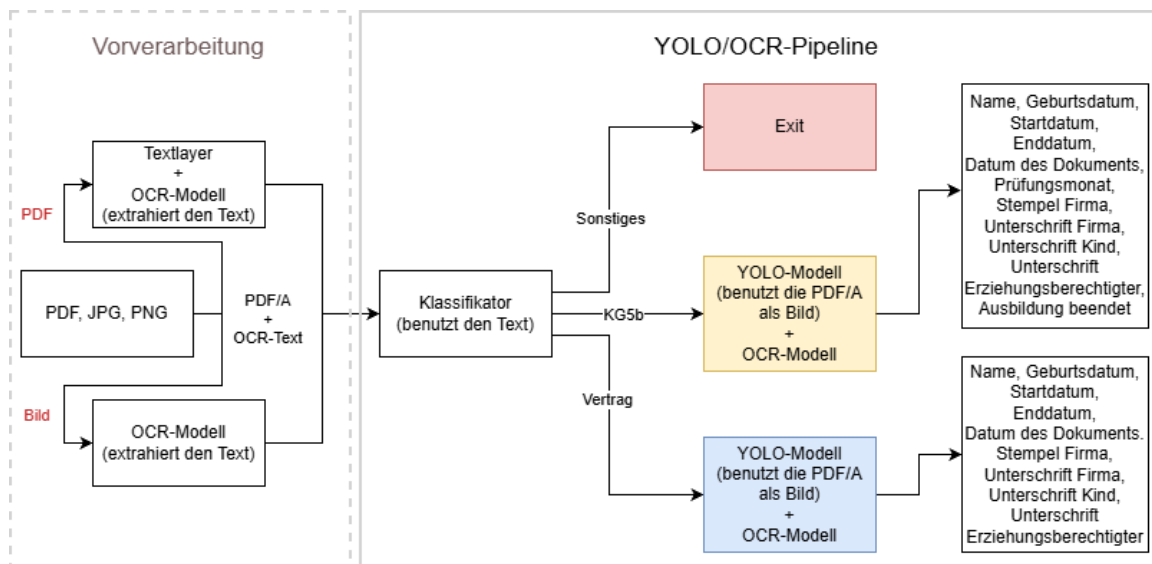 Vorverarbeitung
PDF
Textlayer
+
OCR-Modell
(extrahiert den Text)
PDF, JPG, PNG
PDF/A
+
OCR-Text
Bild
OCR-Modell
(extrahiert den Text)
YOLO/OCR-Pipeline
Klassifikator
(benutzt den Text)
Sonstiges
Exit
KG5b
YOLO-Modell
(benutzt die PDF/A
als Bild)
+
OCR-Modell
Name, Geburtsdatum,
Startdatum,
Enddatum,
Datum des Dokuments,
Prüfungsmonat,
Stempel Firma,
Unterschrift Firma,
Unterschrift Kind,
Unterschrift
Erziehungsberechtigter,
Ausbildung beendet
Vertrag
YOLO-Modell
(benutzt die PDF/A
als Bild)
+
OCR-Modell
Name, Geburtsdatum,
Startdatum,
Enddatum,
Datum des Dokuments.
Stempel Firma,
Unterschrift Firma,
Unterschrift Kind,
Unterschrift
Erziehungsberechtigter